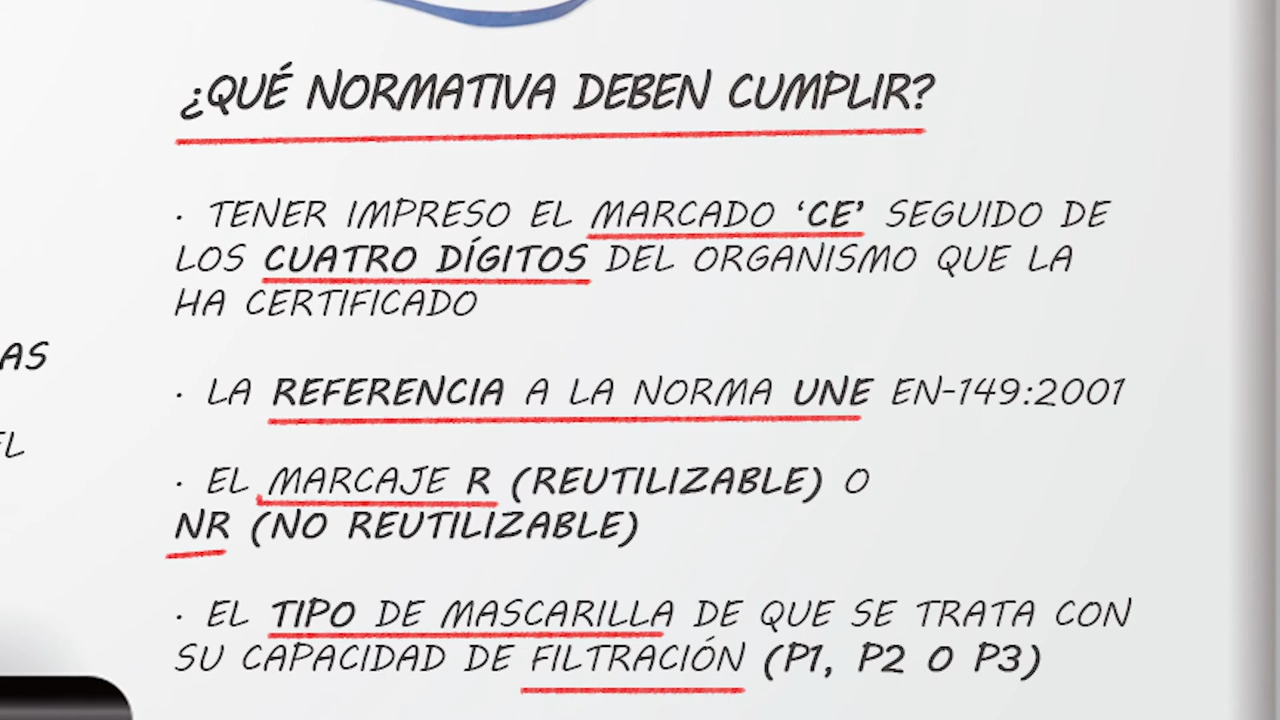 ¿QUÉ NORMATIVA DEBEN CUMPLIR?
· TENER IMPRESO EL MARCADO ‘CE’ SEGUIDO DE
LOS CUATRO DÍGITOS DEL ORGANISMO QUE LA
HA CERTIFICADO
AS
· LA REFERENCIA A LA NORMA UNE EN-149:2001
EL
· EL MARCAJE R (REUTILIZABLE) O
NR (NO REUTILIZABLE)
· EL TIPO DE MASCARILLA DE QUE SE TRATA CON
SU CAPACIDAD DE FILTRACIÓN (P1, P2 O P3)